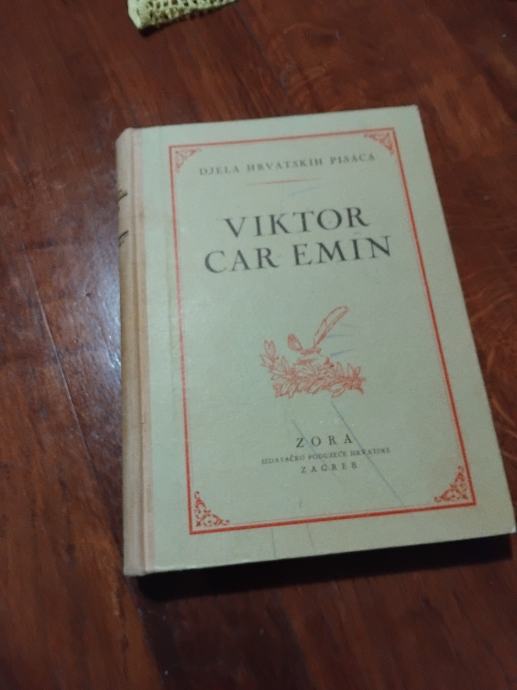 DJELA HRVATSKIH PISACA
VIKTOR
CAR EMIN
ZORA
IZDAVAČKO PODUZEĆE HRVATSKE
ZAGREB